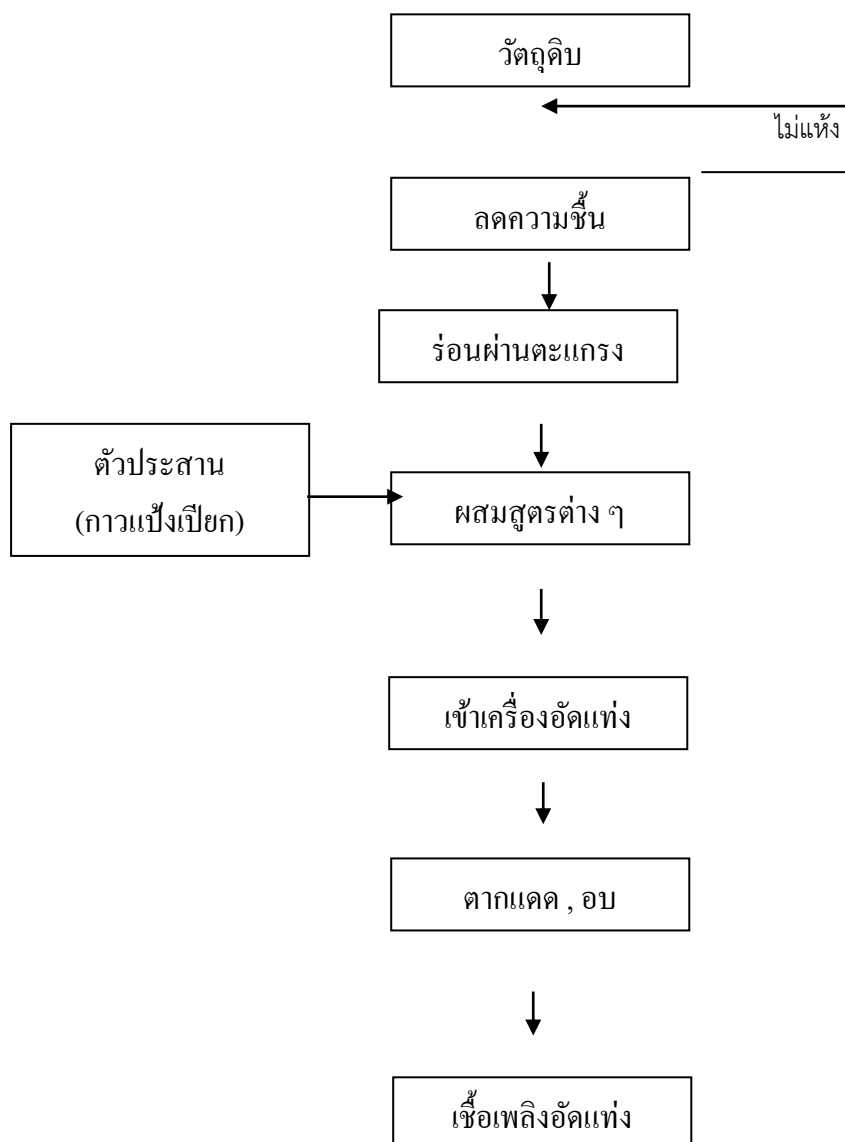 วัตถุดิบ
ไม่แห้ง
ลดความชื้น
ร่อนผ่านตะแกรง
ตัวประสาน
(กาวแป้งเปียก)
ผสมสูตรต่าง ๆ
เข้าเครื่องอัดแท่ง
ตากแดด , อบ
เชื้อเพลิงอัดแท่ง